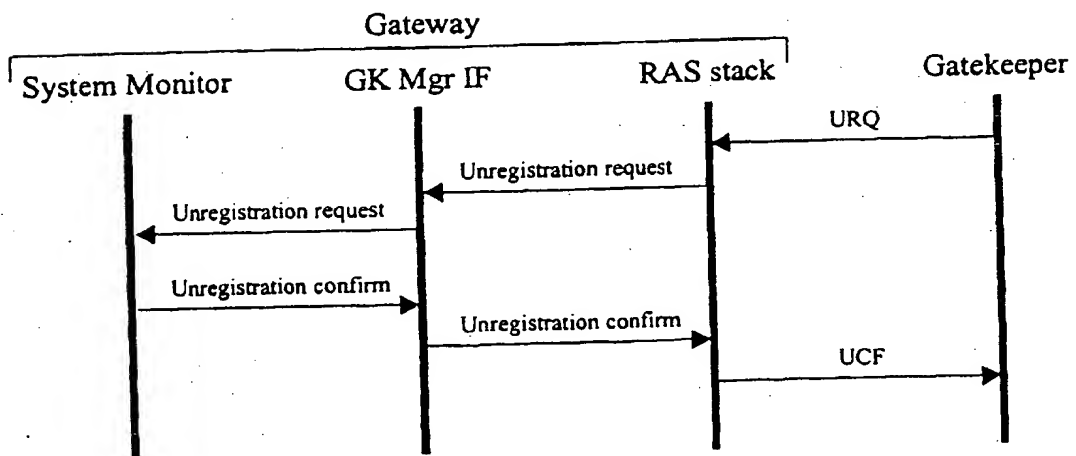 Gateway
System Monitor
GK Mgr IF
RAS stack
Gatekeeper
URQ
Unregistration request
Unregistration request
Unregistration confirm
Unregistration confirm
UCF